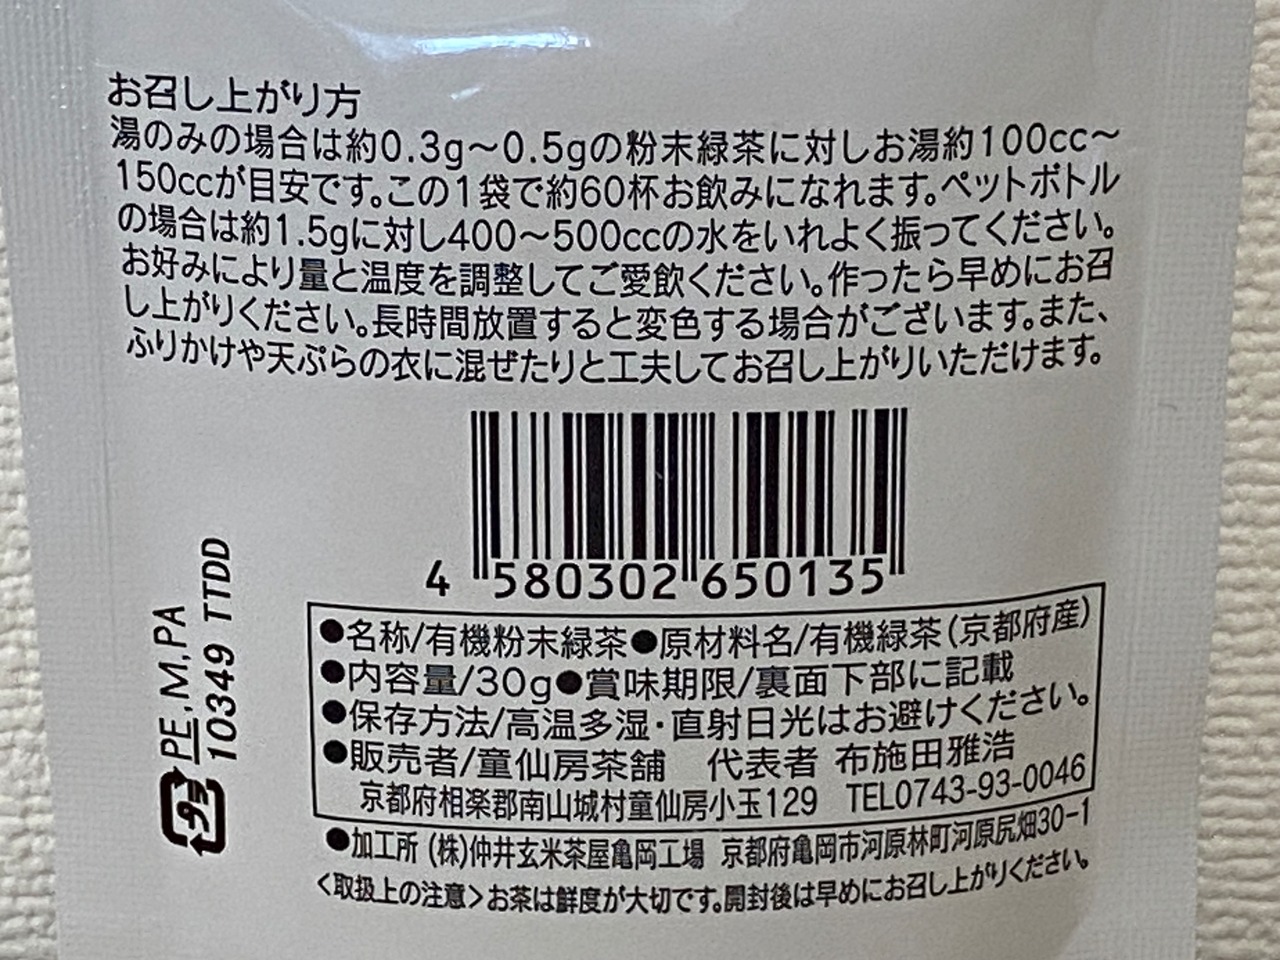 お召し上がり方
湯のみの場合は約0.3g〜0.5gの粉末緑茶に対しお湯約100cc〜
150ccが目安です。この1袋で約60杯お飲みになれます。ペットボトル
の場合は約1.5gに対し400〜500ccの水をいれよく振ってください。
お好みにより量と温度を調整してご愛飲ください。作ったら早めにお召
し上がりください。長時間放置すると変色する場合がございます。また、
ふりかけや天ぷらの衣に混ぜたりと工夫してお召し上がりいただけます。
4 580302 650135
PE,M,PA
10349 TTDD
●名称/有機粉末緑茶●原材料名/有機緑茶(京都府産)
●内容量/30g●賞味期限/裏面下部に記載
●保存方法/高温多湿・直射日光はお避けください。
●販売者/童仙房茶舗 代表者 布施田雅浩
京都府相楽郡南山城村童仙房小玉129 TEL0743-93-0046
●加工所 (株)仲井玄米茶屋亀岡工場 京都府亀岡市河原林町河原尻畑30-1
<取扱上の注意>お茶は鮮度が大切です。開封後は早めにお召し上がりください。